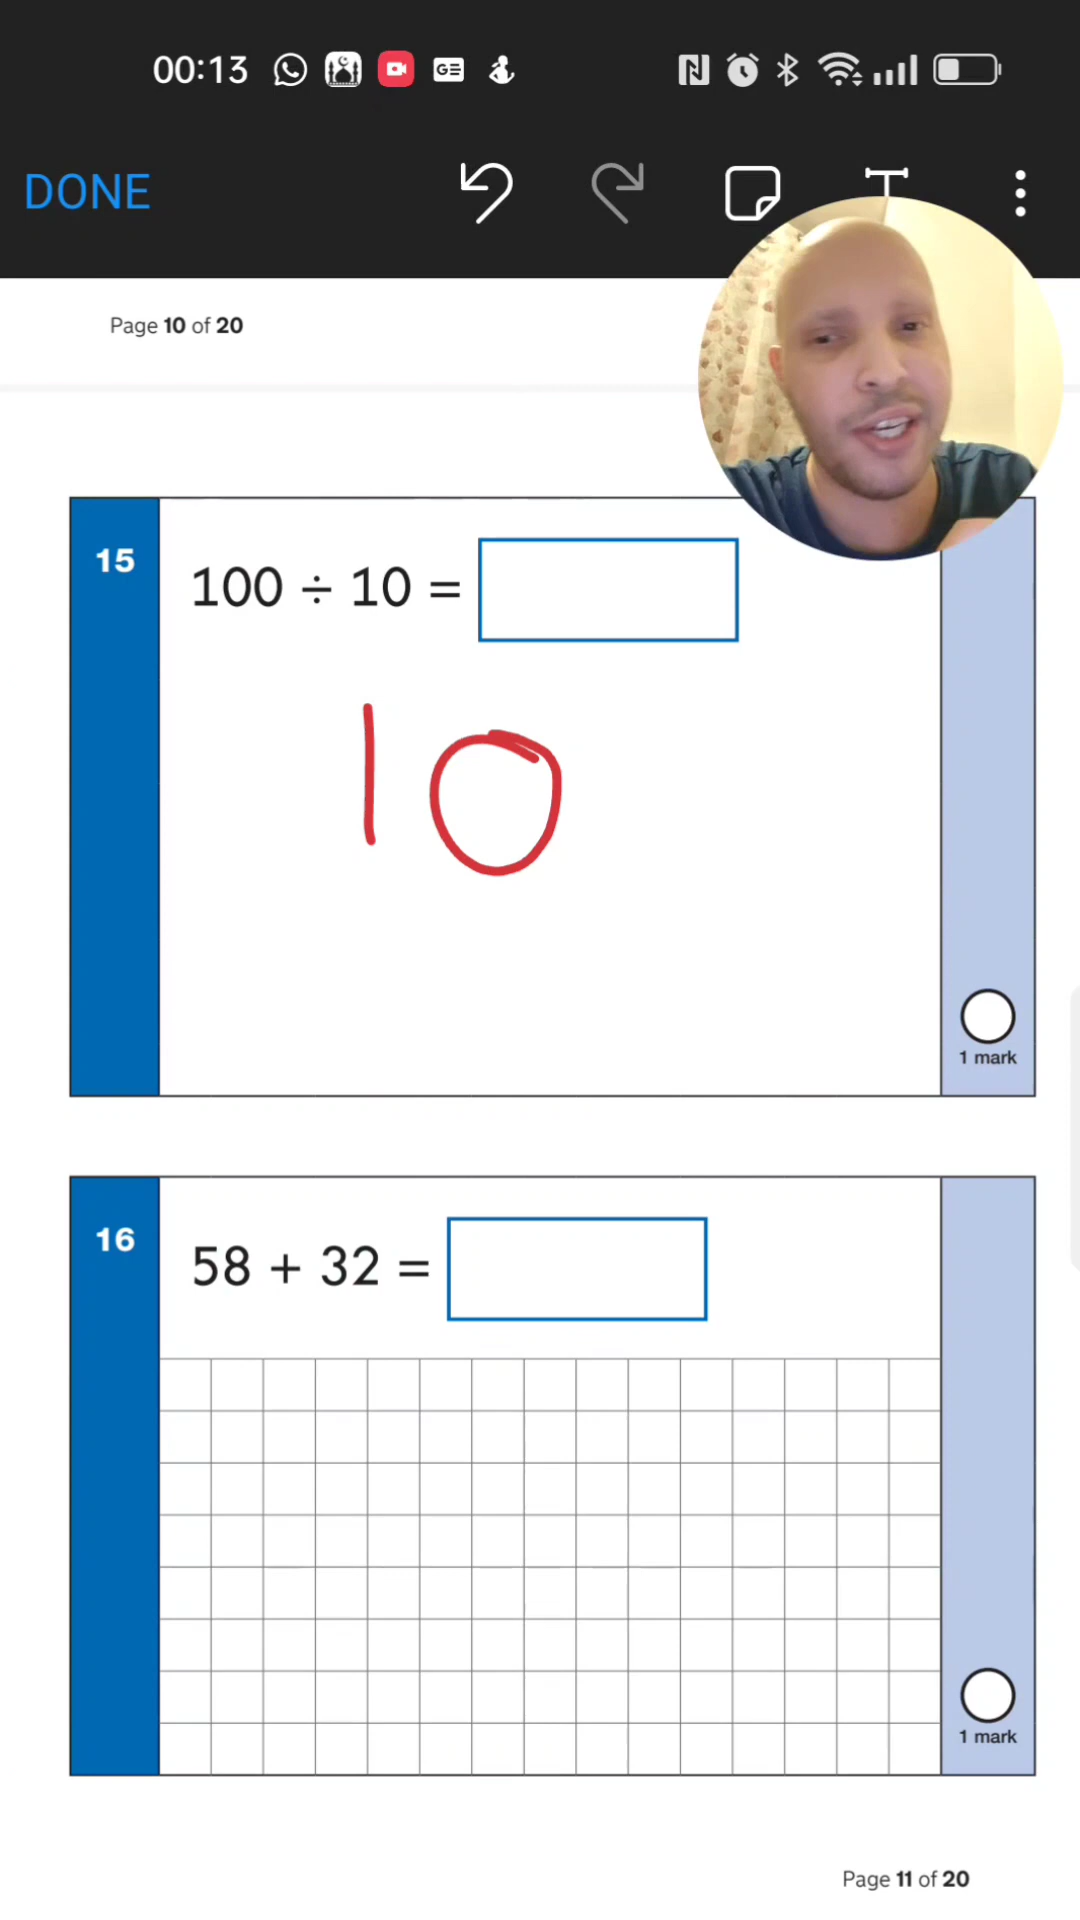 00:13 GE
DONE
Page 10 of 20
15
100 ÷ 10 =
10
1 mark
16
58 + 32 =
1 mark
Page 11 of 20